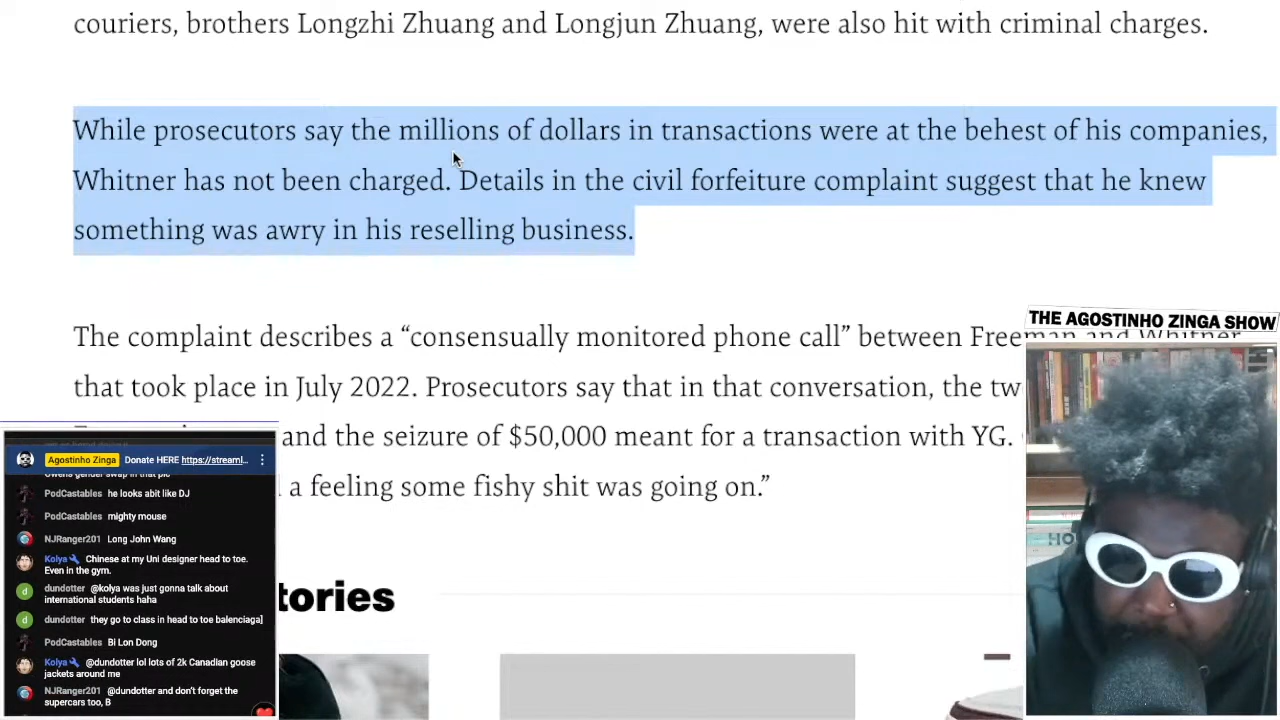 couriers, brothers Longzhi Zhuang and Longjun Zhuang, were also hit with criminal charges.
While prosecutors say the millions of dollars in transactions were at the behest of his companies,
Whitner has not been charged. Details in the civil forfeiture complaint suggest that he knew
something was awry in his reselling business.
The complaint describes a “consensually monitored phone call” between Freeman and Whitner
that took place in July 2022. Prosecutors say that in that conversation, the tw
and the seizure of $50,000 meant for a transaction with YG.
a feeling some fishy shit was going on.”
tories
THE AGOSTINHO ZINGA SHOW
Agostinho Zinga Donate HERE https://streaml...
Owens gender swap in that pic
PodCastables he looks abit like DJ
PodCastables mighty mouse
NJRanger201 Long John Wang
Kolya Chinese at my Uni designer head to toe.
Even in the gym.
dundotter @kolya was just gonna talk about
international students haha
dundotter they go to class in head to toe balenciaga]
PodCastables Bi Lon Dong
Kolya @dundotter lol lots of 2k Canadian goose
jackets around me
NJRanger201 @dundotter and don't forget the
supercars too, B